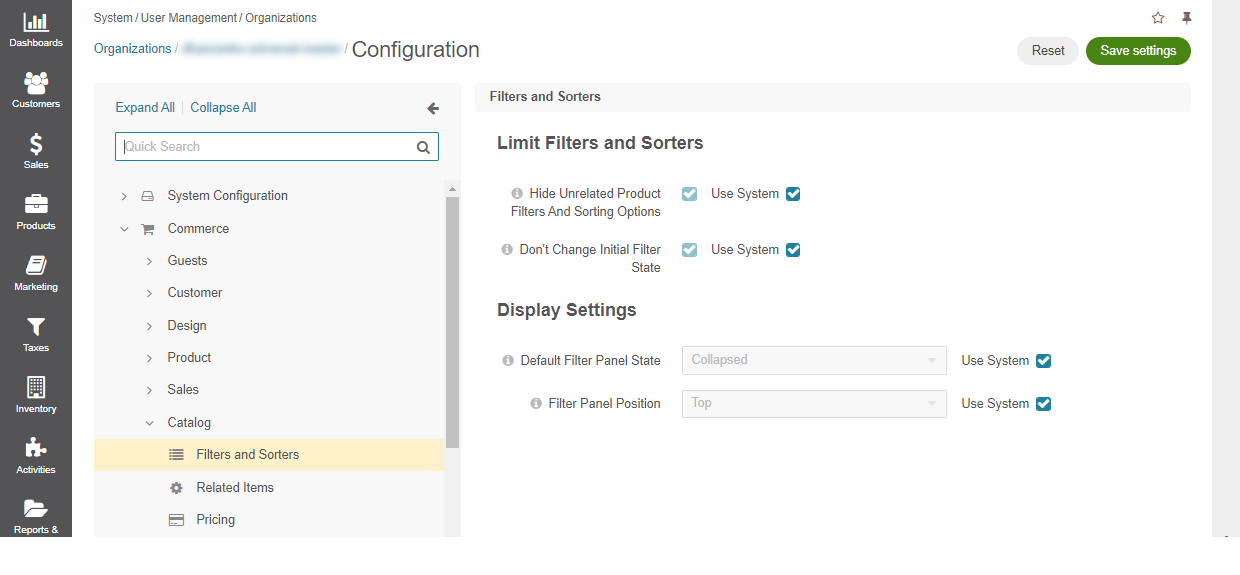 Dashboards
Customers
Sales
Products
Marketing
Taxes
Inventory
Activities
Reports &
System / User Management / Organizations
Organizations / / Configuration
Reset
Save settings
Expand All | Collapse All
Quick Search
System Configuration
Commerce
Guests
Customer
Design
Product
Sales
Catalog
Filters and Sorters
Related Items
Pricing
Filters and Sorters
Limit Filters and Sorters
Hide Unrelated Product
Filters And Sorting Options
Use System
Don't Change Initial Filter
State
Use System
Display Settings
Default Filter Panel State
Collapsed
Use System
Filter Panel Position
Top
Use System